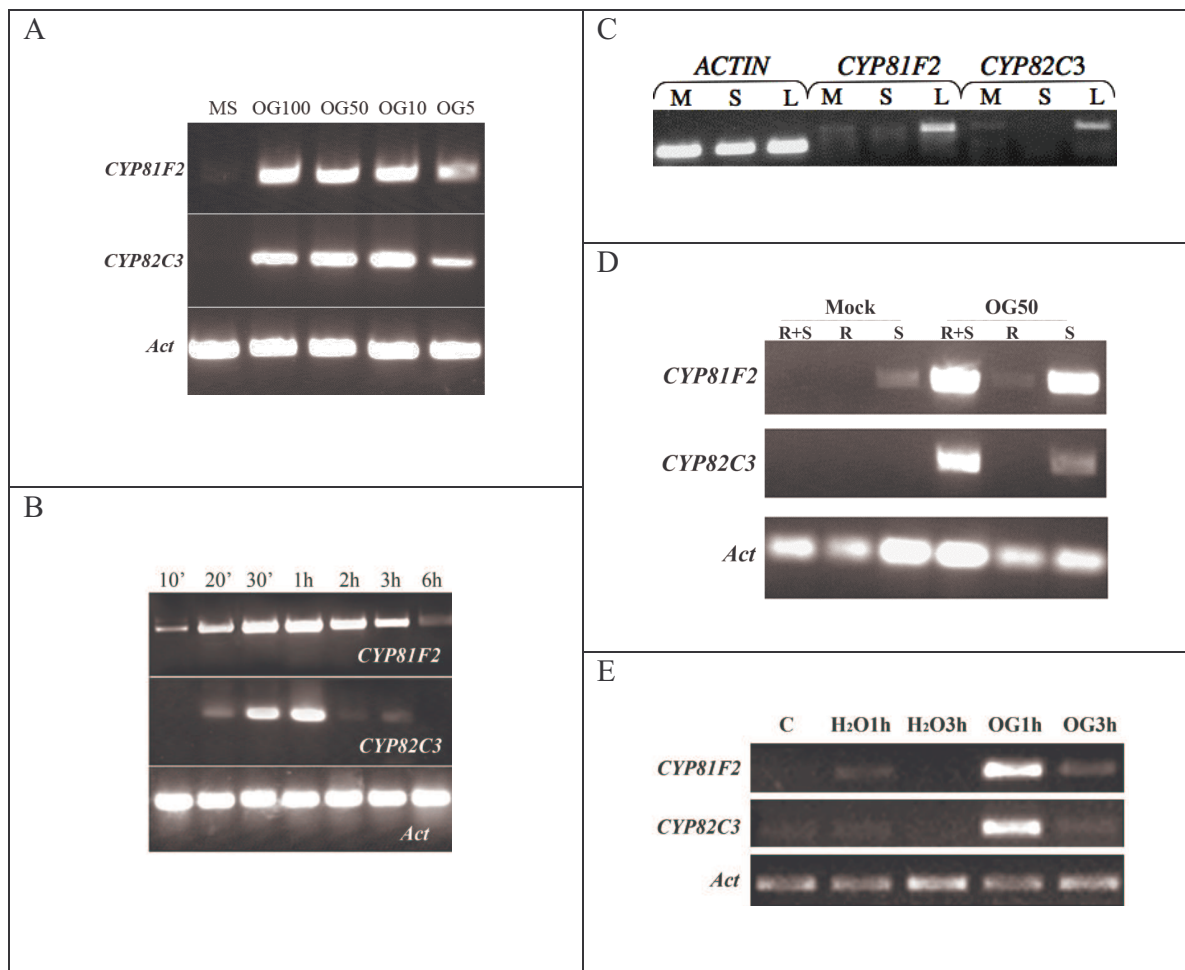 A
MS OG100 OG50 OG10 OG5
CYP81F2
CYP82C3
Act
B
10’ 20’ 30’ 1h 2h 3h 6h
CYP81F2
CYP82C3
Act
C
ACTIN CYP81F2 CYP82C3
M S L M S L M S L
D
Mock OG50
R+S R S R+S R S
CYP81F2
CYP82C3
Act
E
C H₂O1h H₂O3h OG1h OG3h
CYP81F2
CYP82C3
Act